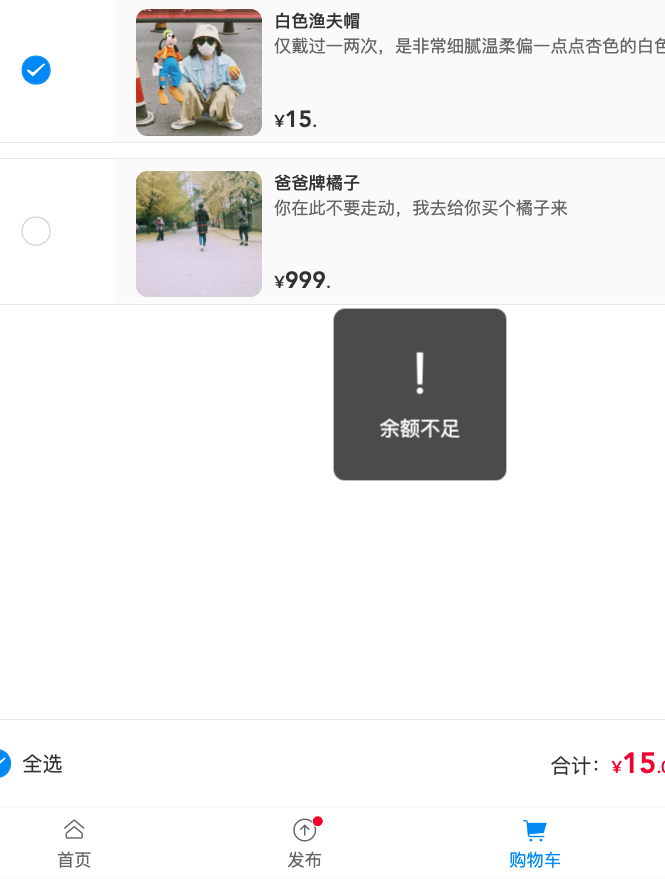 白色渔夫帽
仅戴过一两次，是非常细腻温柔偏一点点杏色的白色
¥15.
爸爸牌橘子
你在此不要走动，我去给你买个橘子来
¥999.
!
余额不足
全选
合计：¥15.0
首页
发布
购物车